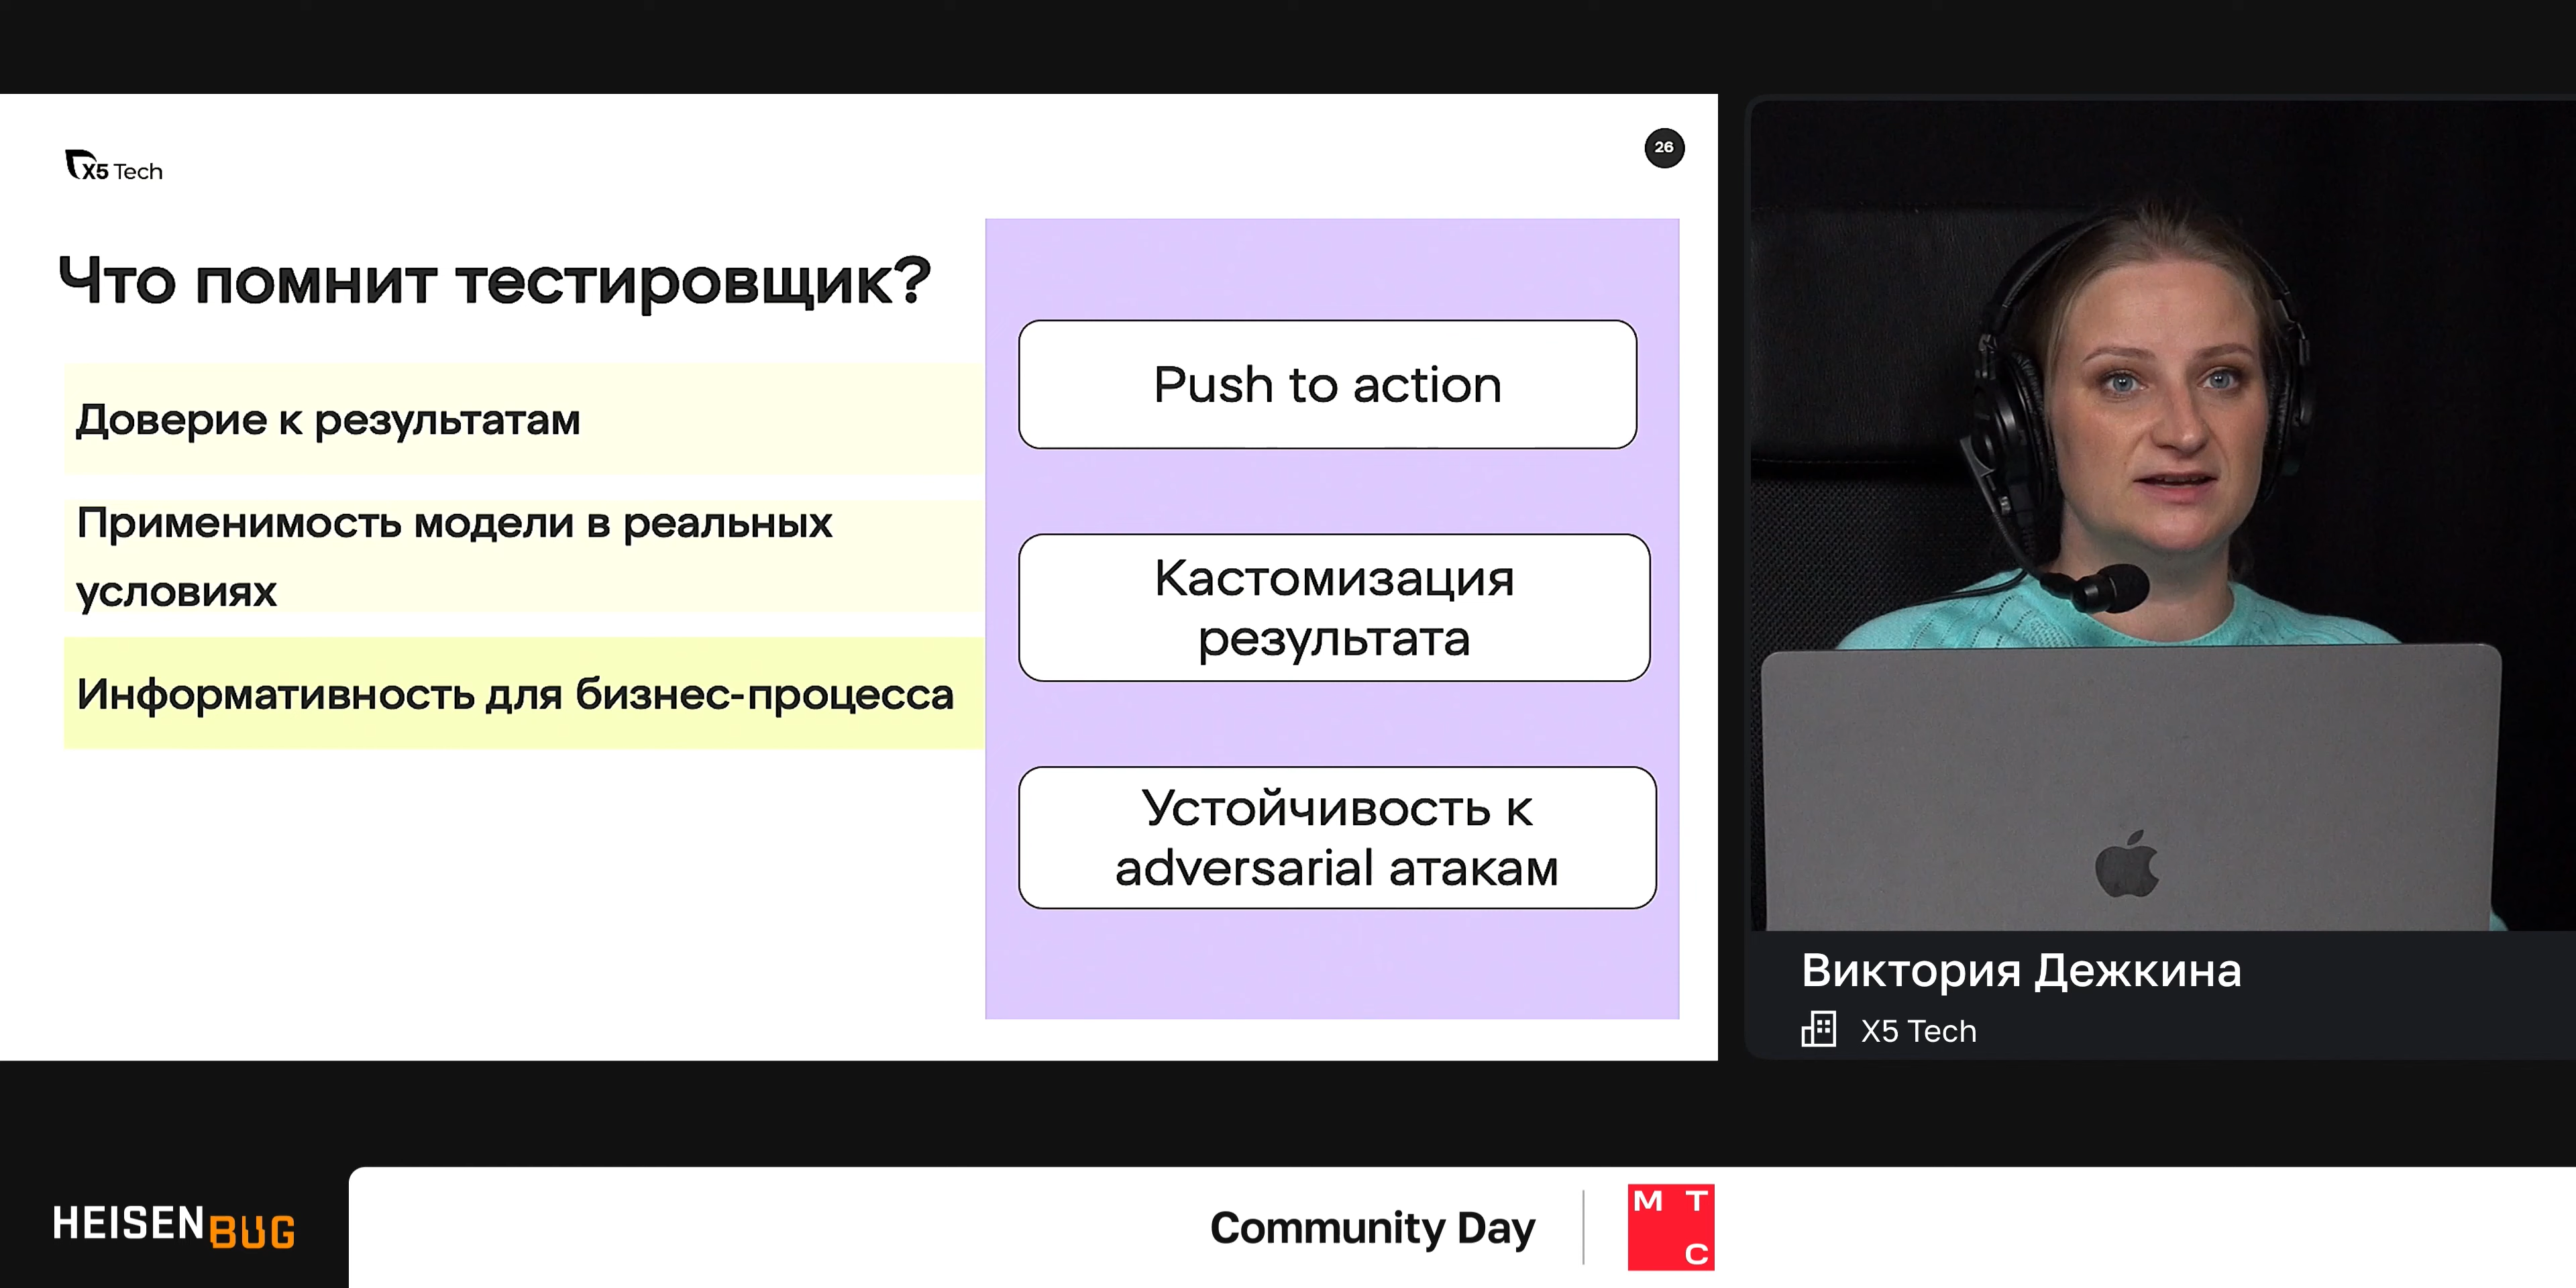 X5 Tech
26
Что помнит тестировщик?
Доверие к результатам
Применимость модели в реальных
условиях
Информативность для бизнес-процесса
Push to action
Кастомизация
результата
Устойчивость к
adversarial атакам
Виктория Дежкина
X5 Tech
HEISENBUG
Community Day
М Т
С